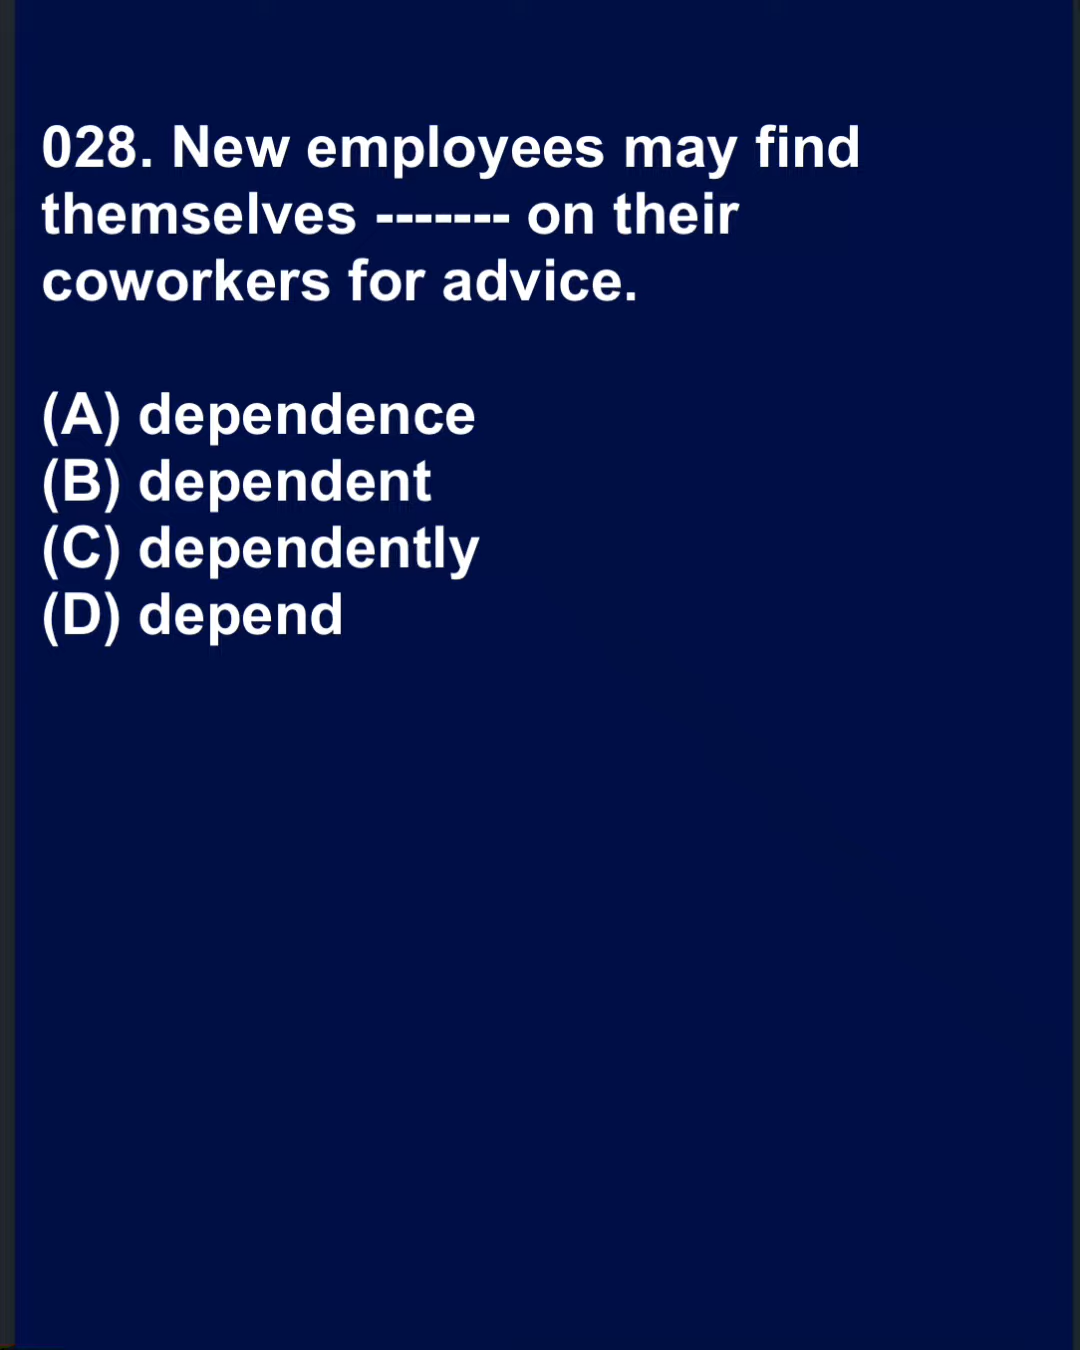 028. New employees may find
themselves ------- on their
coworkers for advice.
(A) dependence
(B) dependent
(C) dependently
(D) depend